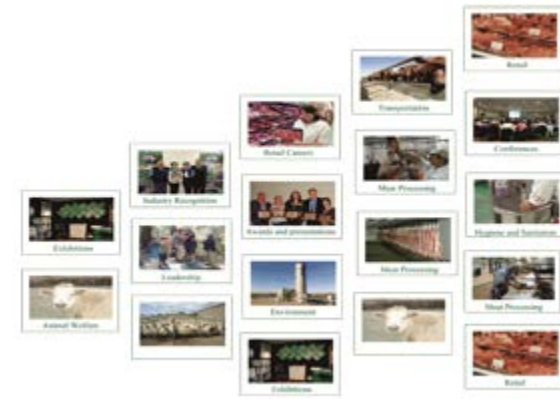 Exhibitions
Animal Welfare
Industry Recognition
Leadership
Retail Careers
Awards and presentations
Environment
Exhibitions
Transportation
Meat Processing
Meat Processing
Retail
Conferences
Hygiene and Sanitation
Meat Processing
Retail